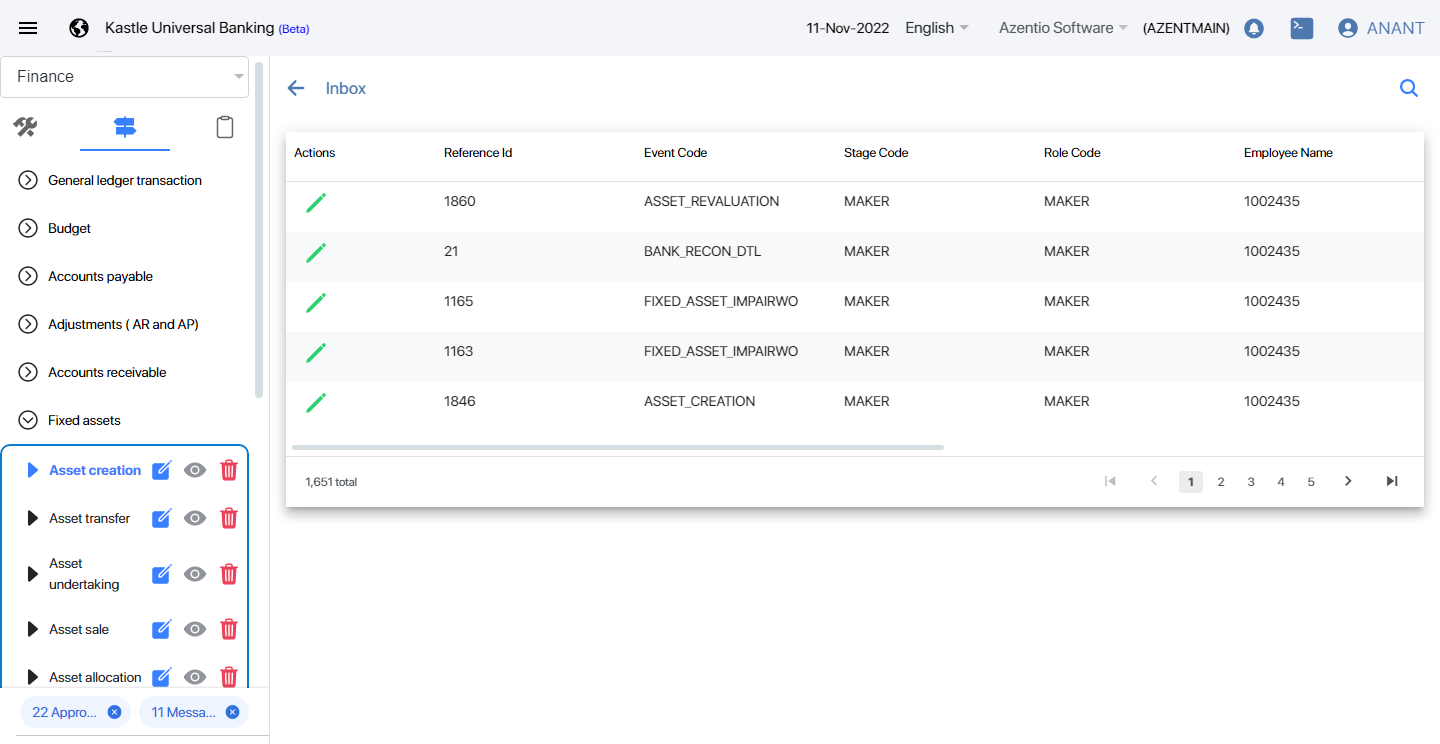 Kastle Universal Banking (Beta)
11-Nov-2022 English Azentio Software (AZENTMAIN) ANANT
Finance
General ledger transaction
Budget
Accounts payable
Adjustments ( AR and AP)
Accounts receivable
Fixed assets
Asset creation
Asset transfer
Asset
undertaking
Asset sale
Asset allocation
22 Appro... 11 Messa...
Inbox
Actions Reference Id Event Code Stage Code Role Code Employee Name
1860 ASSET_REVALUATION MAKER MAKER 1002435
21 BANK_RECON_DTL MAKER MAKER 1002435
1165 FIXED_ASSET_IMPAIRWO MAKER MAKER 1002435
1163 FIXED_ASSET_IMPAIRWO MAKER MAKER 1002435
1846 ASSET_CREATION MAKER MAKER 1002435
1,651 total 1 2 3 4 5